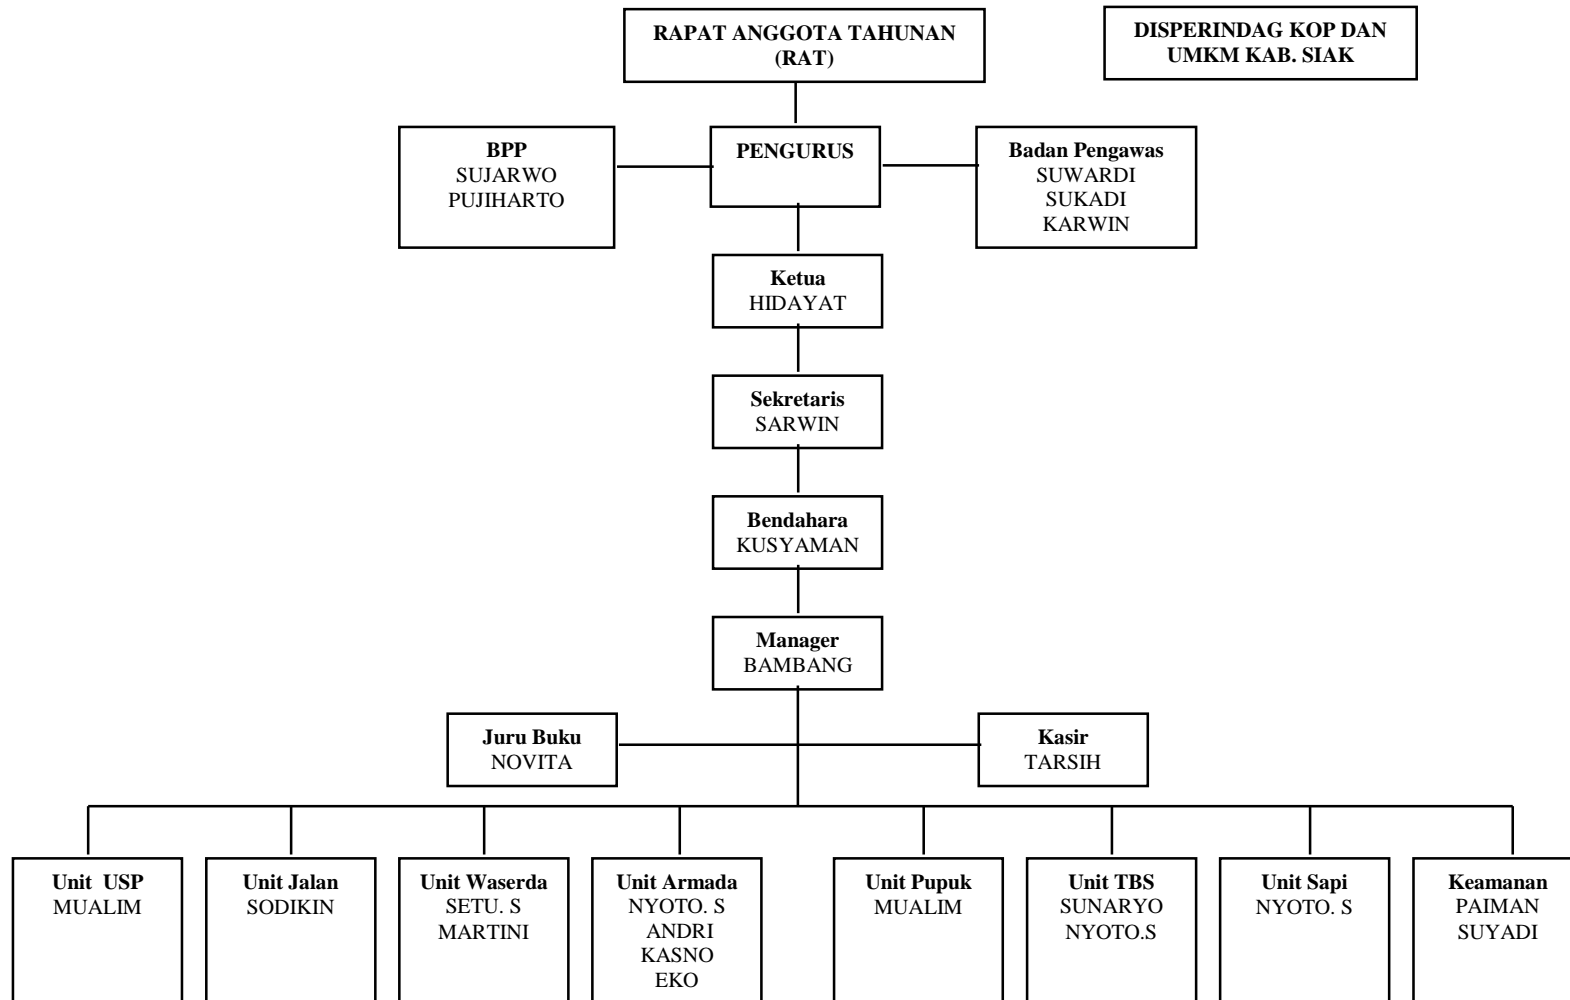 RAPAT ANGGOTA TAHUNAN
(RAT)
DISPERINDAG KOP DAN
UMKM KAB. SIAK
BPP
SUJARWO
PUJIHARTO
PENGURUS
Badan Pengawas
SUWARDI
SUKADI
KARWIN
Ketua
HIDAYAT
Sekretaris
SARWIN
Bendahara
KUSYAMAN
Manager
BAMBANG
Juru Buku
NOVITA
Kasir
TARSIH
Unit  USP
MUALIM
Unit Jalan
SODIKIN
Unit Waserda
SETU. S
MARTINI
Unit Armada
NYOTO. S
ANDRI
KASNO
EKO
Unit Pupuk
MUALIM
Unit TBS
SUNARYO
NYOTO.S
Unit Sapi
NYOTO. S
Keamanan
PAIMAN
SUYADI